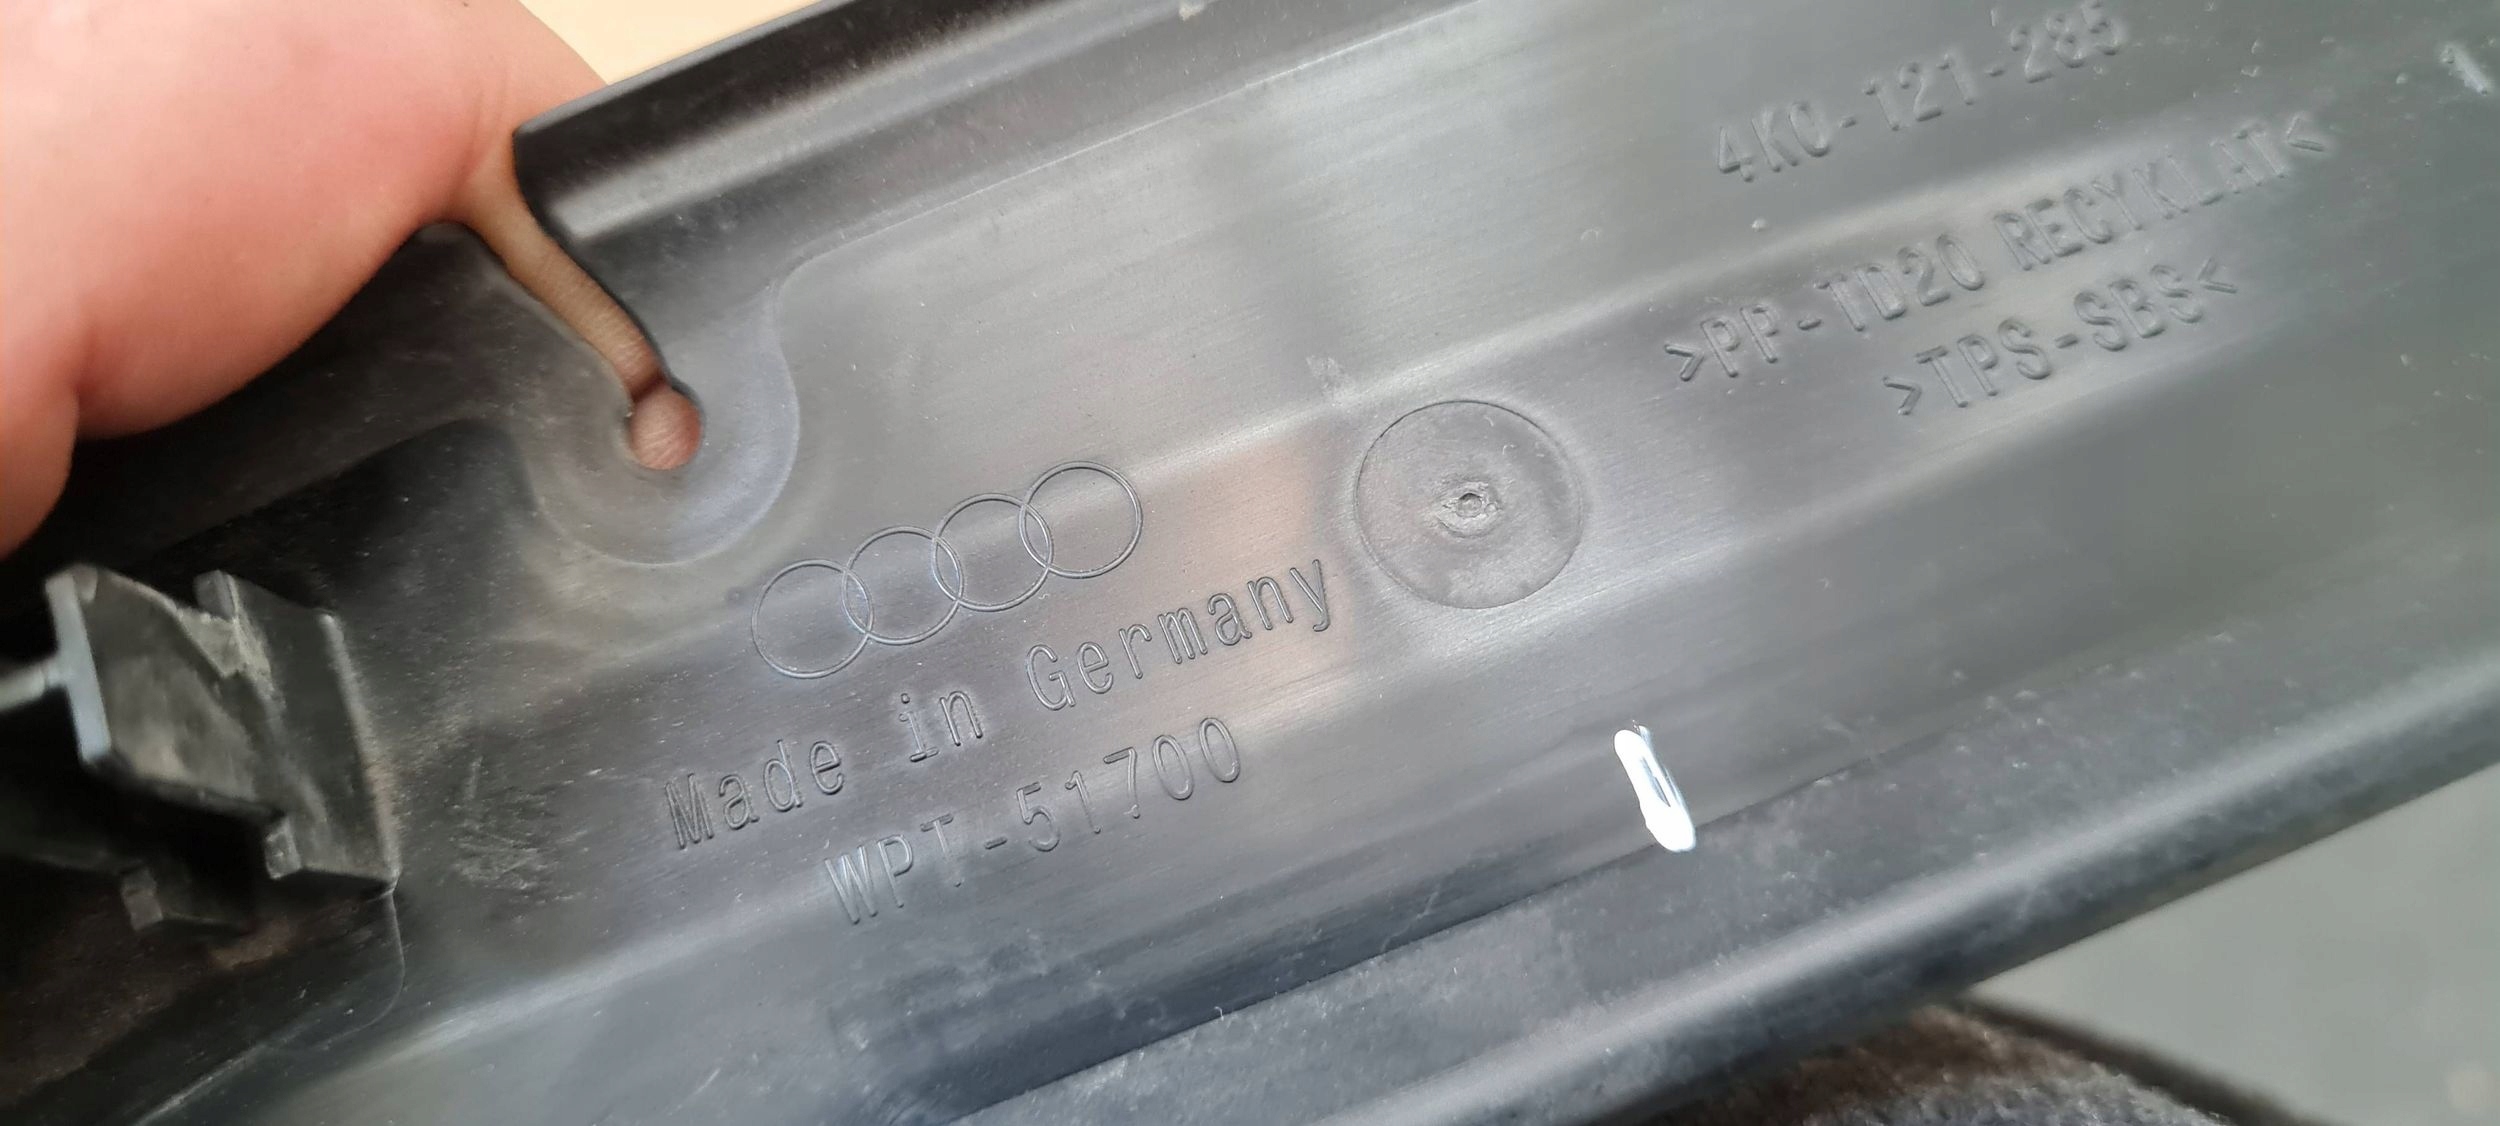 4K0-121-285
>PP-TD20 RECYKLAT<
>TPS-SBS<
Made in Germany
WPT-51700